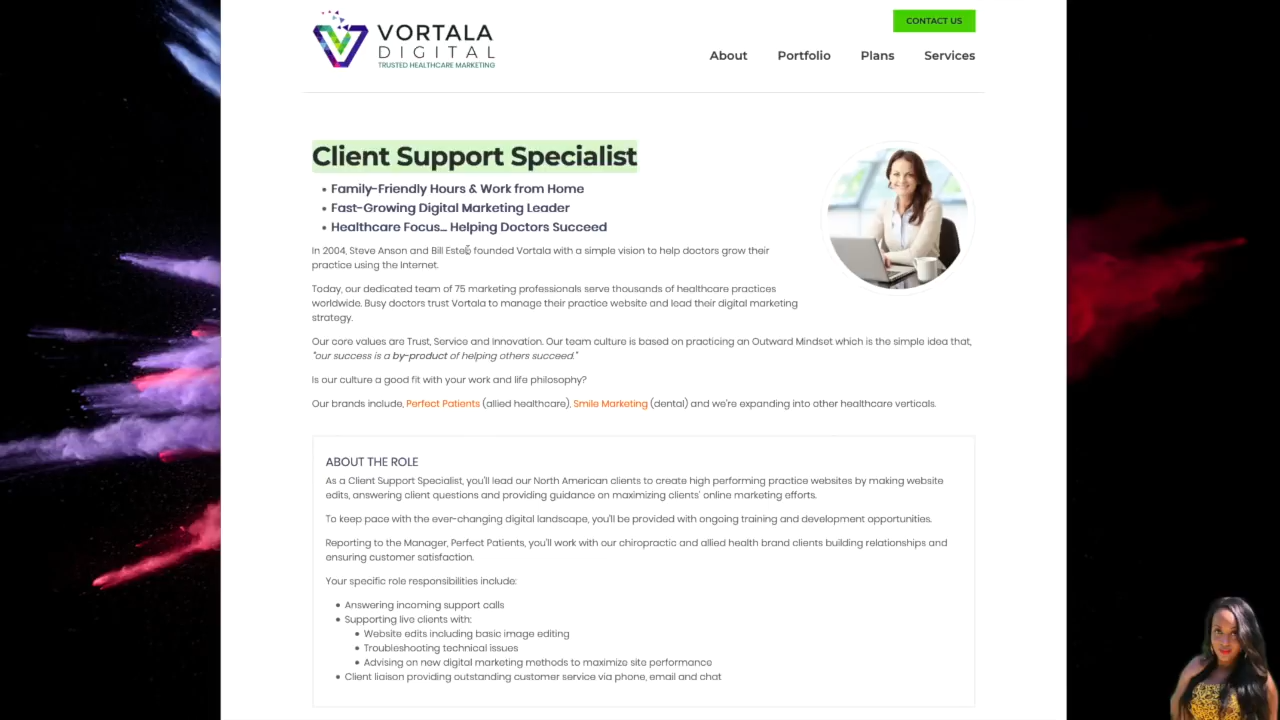 VORTALA
DIGITAL
TRUSTED HEALTHCARE MARKETING
CONTACT US
About Portfolio Plans Services
Client Support Specialist
• Family-Friendly Hours & Work from Home
• Fast-Growing Digital Marketing Leader
• Healthcare Focus... Helping Doctors Succeed
In 2004, Steve Anson and Bill Esteb founded Vortala with a simple vision to help doctors grow their
practice using the Internet.
Today, our dedicated team of 75 marketing professionals serve thousands of healthcare practices
worldwide. Busy doctors trust Vortala to manage their practice website and lead their digital marketing
strategy.
Our core values are Trust, Service and Innovation. Our team culture is based on practicing an Outward Mindset which is the simple idea that,
"our success is a by-product of helping others succeed."
Is our culture a good fit with your work and life philosophy?
Our brands include, Perfect Patients (allied healthcare), Smile Marketing (dental) and we're expanding into other healthcare verticals.
ABOUT THE ROLE
As a Client Support Specialist, you'll lead our North American clients to create high performing practice websites by making website
edits, answering client questions and providing guidance on maximizing clients' online marketing efforts.
To keep pace with the ever-changing digital landscape, you'll be provided with ongoing training and development opportunities.
Reporting to the Manager, Perfect Patients, you'll work with our chiropractic and allied health brand clients building relationships and
ensuring customer satisfaction.
Your specific role responsibilities include:
• Answering incoming support calls
• Supporting live clients with:
• Website edits including basic image editing
• Troubleshooting technical issues
• Advising on new digital marketing methods to maximize site performance
• Client liaison providing outstanding customer service via phone, email and chat